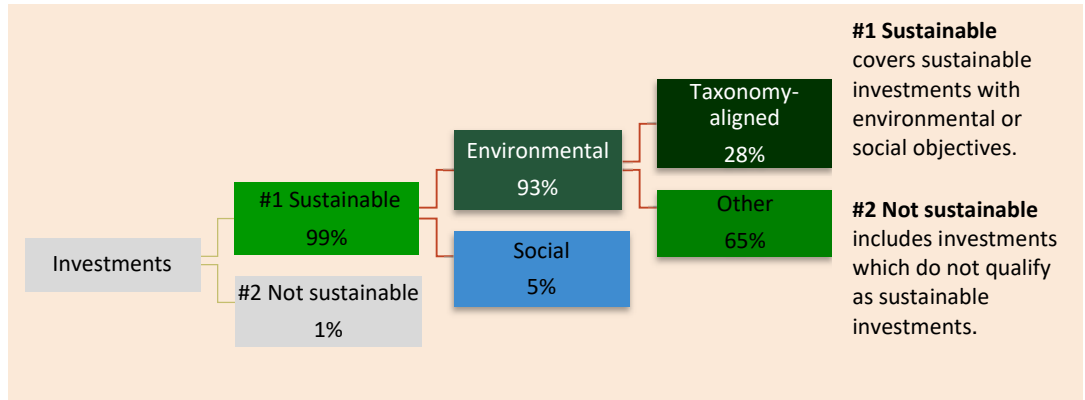 Investments
#1 Sustainable
99%
#2 Not sustainable
1%
Environmental
93%
Social
5%
Taxonomy-
aligned
28%
Other
65%
#1 Sustainable
covers sustainable
investments with
environmental or
social objectives.
#2 Not sustainable
includes investments
which do not qualify
as sustainable
investments.